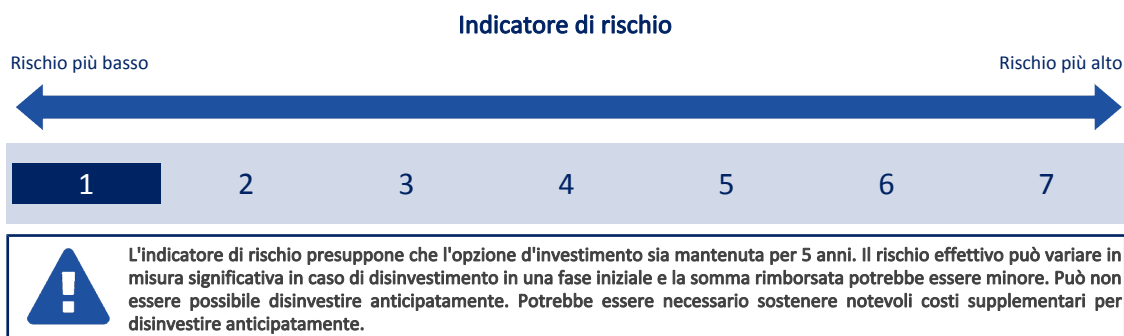 Indicatore di rischio
Rischio più basso
Rischio più alto
1 2 3 4 5 6 7
L'indicatore di rischio presuppone che l'opzione d'investimento sia mantenuta per 5 anni. Il rischio effettivo può variare in
misura significativa in caso di disinvestimento in una fase iniziale e la somma rimborsata potrebbe essere minore. Può non
essere possibile disinvestire anticipatamente. Potrebbe essere necessario sostenere notevoli costi supplementari per
disinvestire anticipatamente.